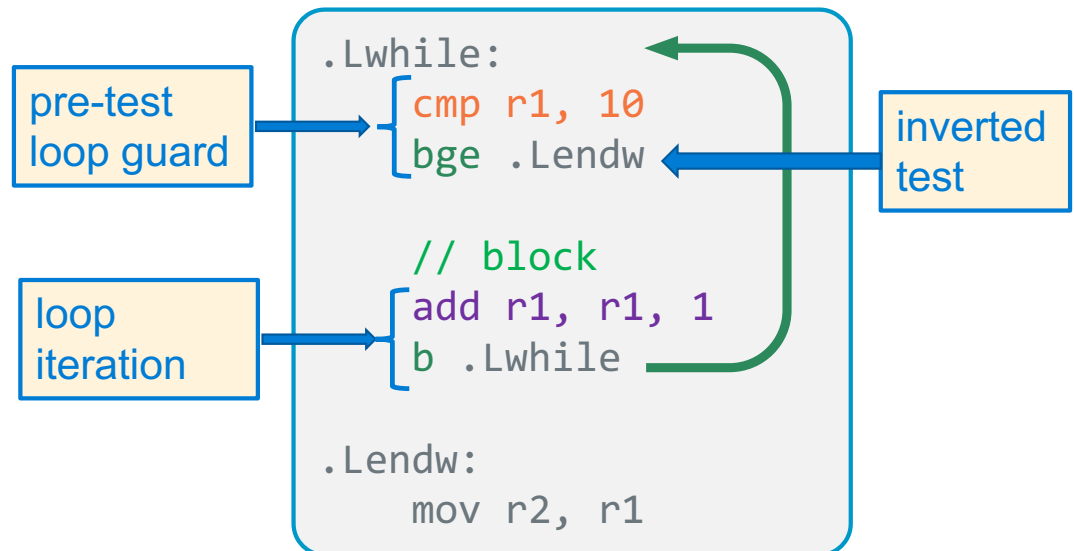 .Lwhile:
pre-test
loop guard
cmp r1, 10
bge .Lendw
inverted
test
// block
loop
iteration
add r1, r1, 1
b .Lwhile
.Lendw:
mov r2, r1